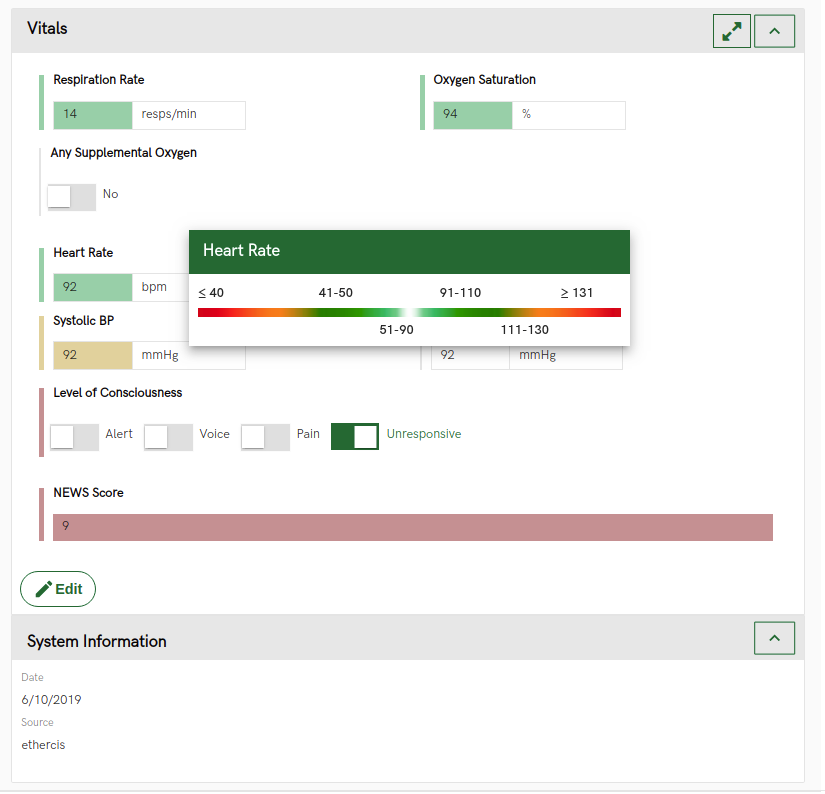 Vitals
Respiration Rate
Oxygen Saturation
14 resps/min
94 %
Any Supplemental Oxygen
No
Heart Rate
92 bpm
Heart Rate
≤ 40 41-50 91-110 ≥ 131
51-90 111-130
Systolic BP
92 mmHg
92 mmHg
Level of Consciousness
Alert Voice Pain Unresponsive
NEWS Score
9
Edit
System Information
Date
6/10/2019
Source
ethercis